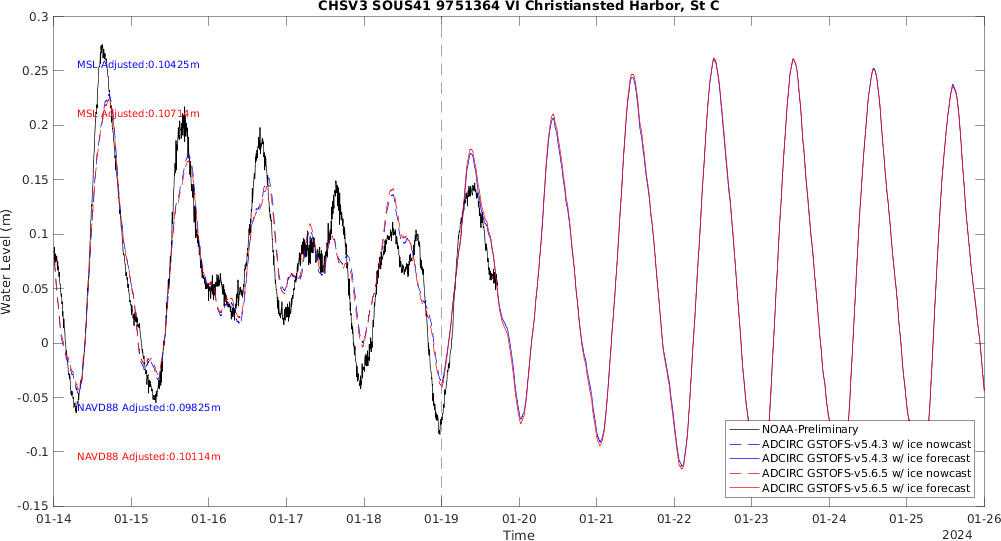 CHSV3 SOUS41 9751364 VI Christiansted Harbor, St C
0.3
0.25
0.2
0.15
0.1
0.05
0
-0.05
-0.1
-0.15
Water Level (m)
MSL Adjusted:0.10425m
MSL Adjusted:0.10714m
NAVD88 Adjusted:0.09825m
NAVD88 Adjusted:0.10114m
NOAA-Preliminary
ADCIRC GSTOFS-v5.4.3 w/ ice nowcast
ADCIRC GSTOFS-v5.4.3 w/ ice forecast
ADCIRC GSTOFS-v5.6.5 w/ ice nowcast
ADCIRC GSTOFS-v5.6.5 w/ ice forecast
01-14 01-15 01-16 01-17 01-18 01-19 01-20 01-21 01-22 01-23 01-24 01-25 01-26
Time
2024